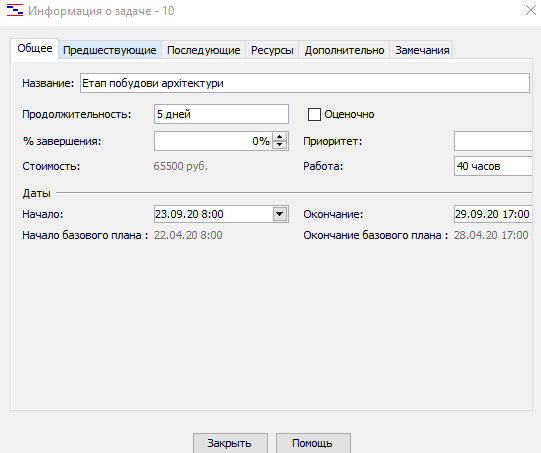 Информация о задаче - 10
Общее Предшествующие Последующие Ресурсы Дополнительно Замечания
Название: Етап побудови архітектури
Продолжительность: 5 дней Оценочно
% завершения: 0% Приоритет:
Стоимость: 65500 руб. Работа: 40 часов
Даты
Начало: 23.09.20 8:00 Окончание: 29.09.20 17:00
Начало базового плана : 22.04.20 8:00 Окончание базового плана : 28.04.20 17:00
Закрыть Помощь